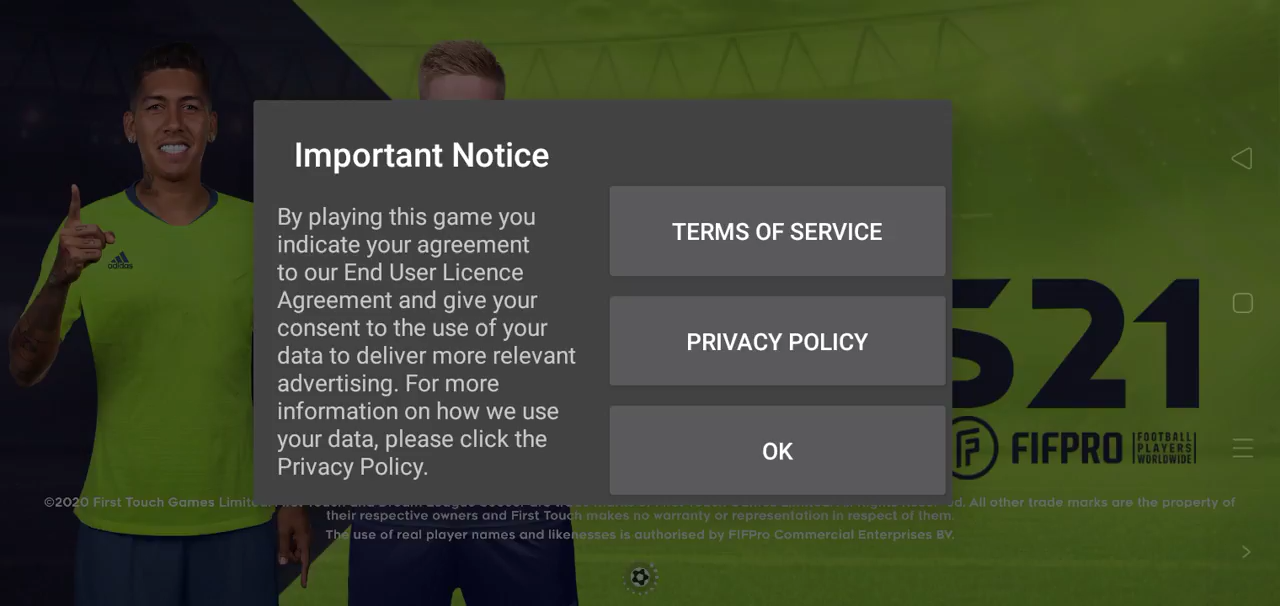 Important Notice
By playing this game you
indicate your agreement
to our End User Licence
Agreement and give your
consent to the use of your
data to deliver more relevant
advertising. For more
information on how we use
your data, please click the
Privacy Policy.
TERMS OF SERVICE
PRIVACY POLICY
OK
adidas
S21
FIFPRO
FOOTBALL
PLAYERS
WORLDWIDE
©2020 First Touch Games Limited. All other trade marks are the property of
their respective owners and First Touch makes no warranty or representation in respect of them.
The use of real player names and likenesses is authorised by FIFPro Commercial Enterprises BV.